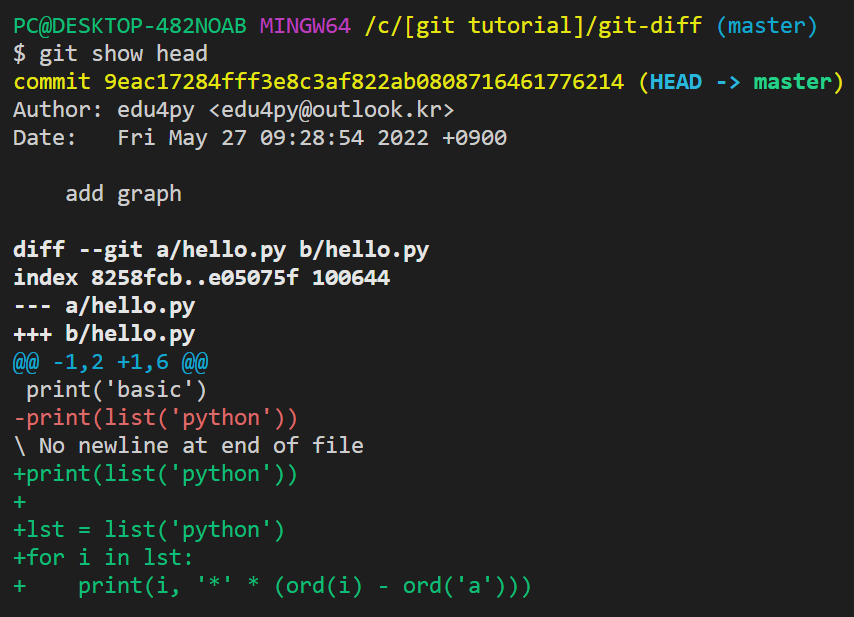 PC@DESKTOP-482NOAB MINGW64 /c/[git tutorial]/git-diff (master)
$ git show head
commit 9eac17284fff3e8c3af822ab0808716461776214 (HEAD -> master)
Author: edu4py <edu4py@outlook.kr>
Date:   Fri May 27 09:28:54 2022 +0900

    add graph

diff --git a/hello.py b/hello.py
index 8258fcb..e05075f 100644
--- a/hello.py
+++ b/hello.py
@@ -1,2 +1,6 @@
 print('basic')
-print(list('python'))
\ No newline at end of file
+print(list('python'))
+
+lst = list('python')
+for i in lst:
+    print(i, '*' * (ord(i) - ord('a')))